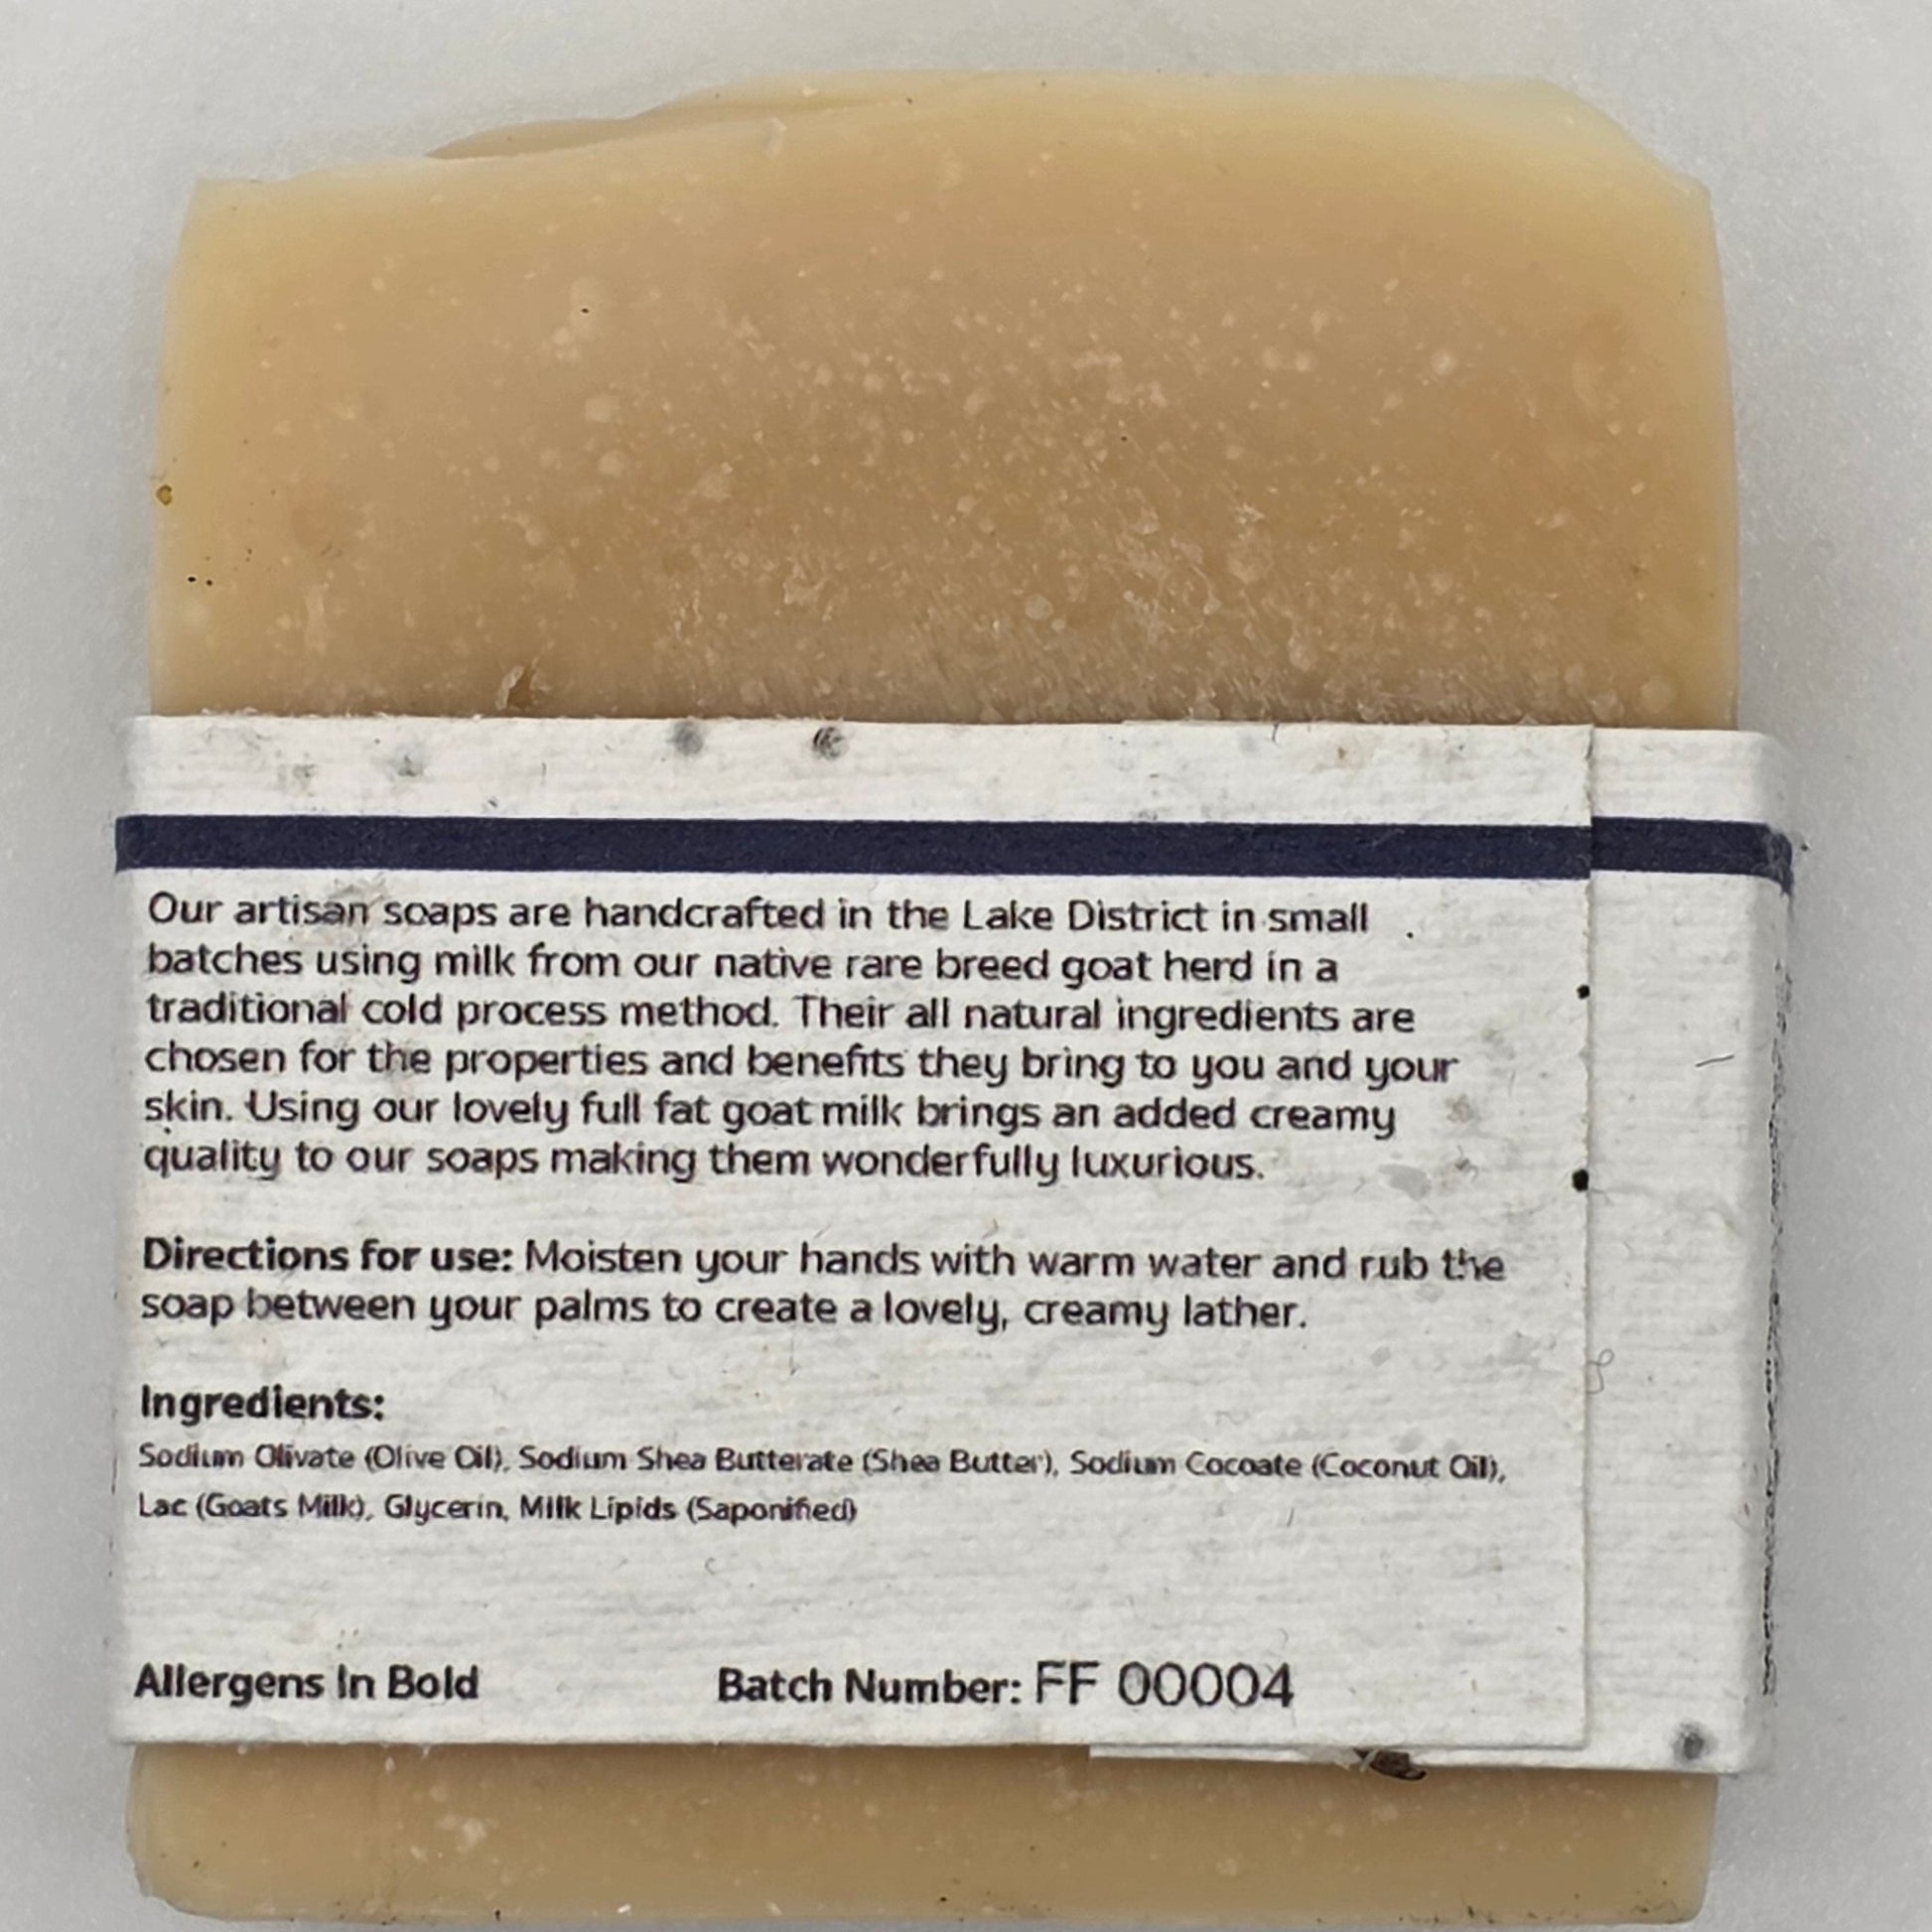 Our artisan soaps are handcrafted in the Lake District in small
batches using milk from our native rare breed goat herd in a
traditional cold process method. Their all natural ingredients are
chosen for the properties and benefits they bring to you and your
skin. Using our lovely full fat goat milk brings an added creamy
quality to our soaps making them wonderfully luxurious.
Directions for use: Moisten your hands with warm water and rub the
soap between your palms to create a lovely, creamy lather.
Ingredients:
Sodium Olivate (Olive Oil), Sodium Shea Butterate (Shea Butter), Sodium Cocoate (Coconut Oil),
Lac (Goats Milk), Glycerin, Milk Lipids (Saponified)
Allergens In Bold Batch Number: FF 00004